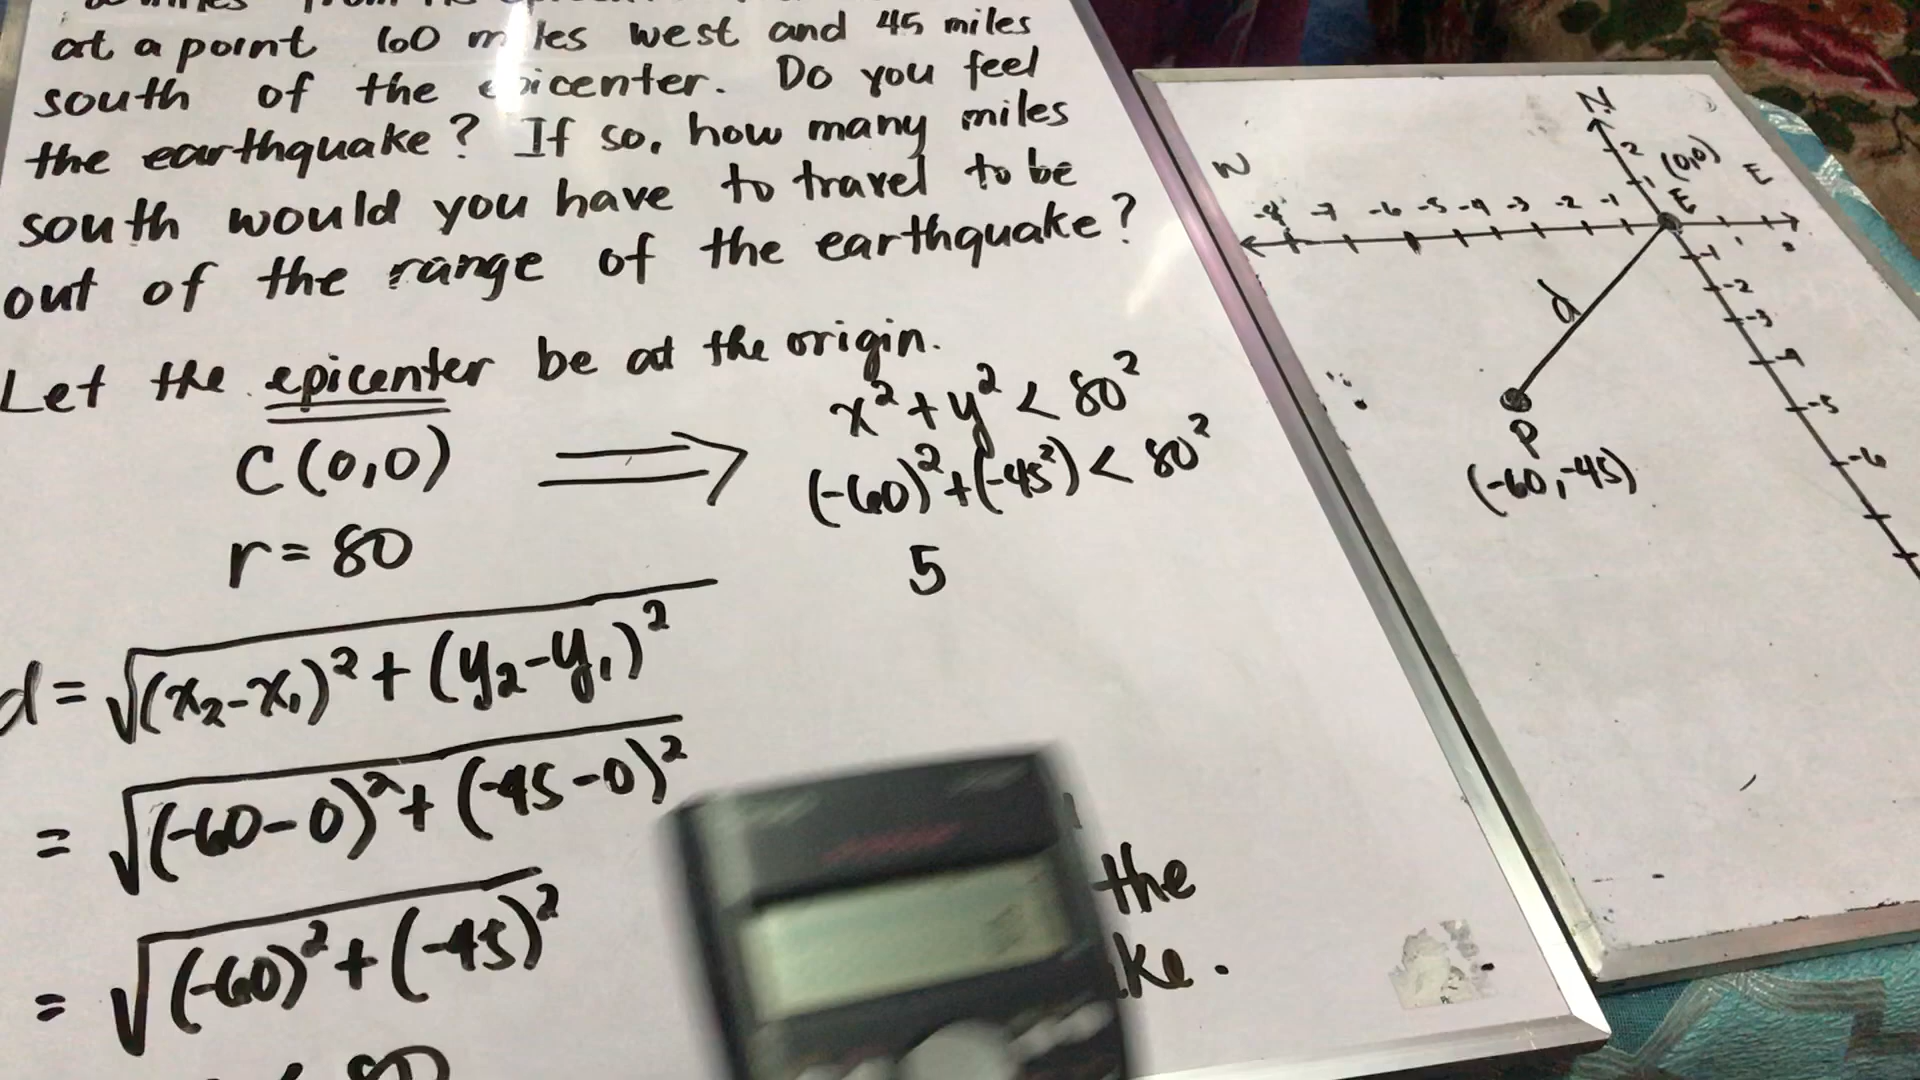 at a point 60 miles west and 45 miles
south of the epicenter. Do you feel
the earthquake? If so, how many miles
south would you have to travel to be
out of the range of the earthquake?
Let the epicenter be at the origin.
C(0,0)
r = 80
x² + y² < 80²
(-60)² + (-45²) < 80²
5
d = √(x₂-x₁)² + (y₂-y₁)²
= √(-60-0)² + (-45-0)²
= √(-60)² + (-45)²
the
ke.
N
2
1
(0,0)
E
W
-8 -7 -6 -5 -4 -3 -2 -1
E
1
-1
-2
-3
-4
-5
-6
d
P
(-60,-45)